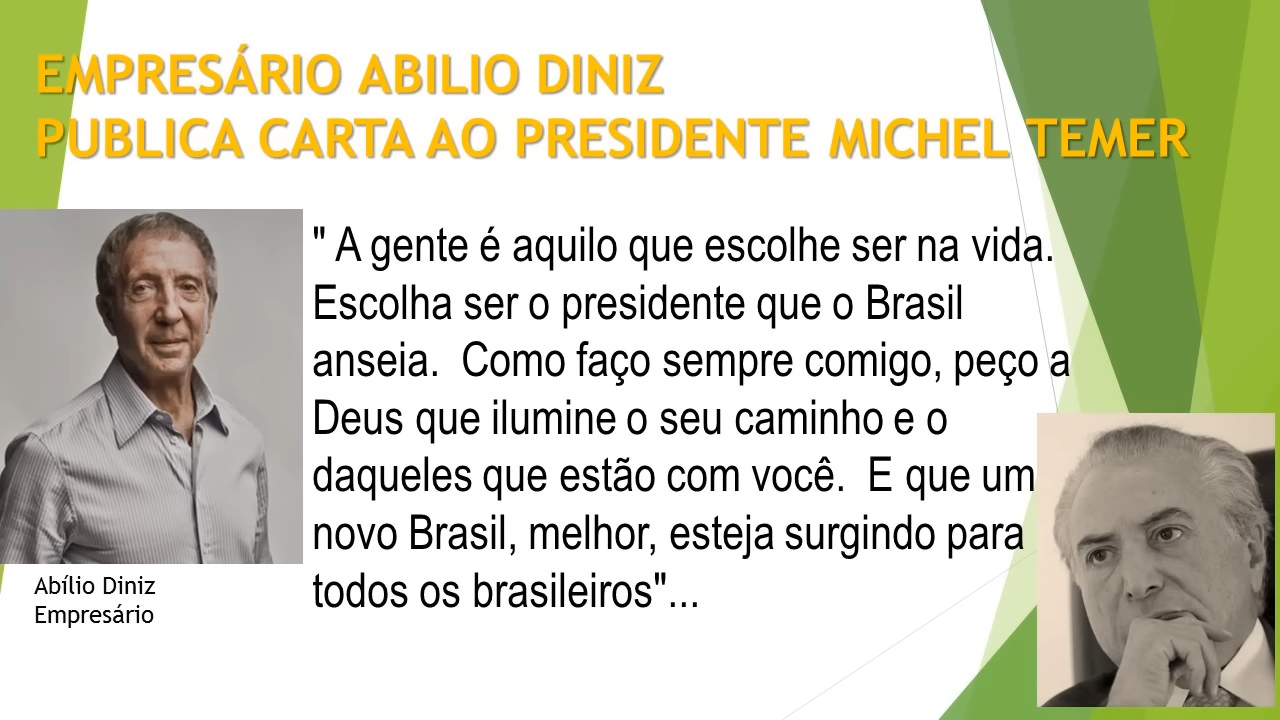 EMPRESÁRIO ABILIO DINIZ
PUBLICA CARTA AO PRESIDENTE MICHEL TEMER
" A gente é aquilo que escolhe ser na vida.
Escolha ser o presidente que o Brasil
anseia.  Como faço sempre comigo, peço a
Deus que ilumine o seu caminho e o
daqueles que estão com você.  E que um
novo Brasil, melhor, esteja surgindo para
todos os brasileiros"...
Abílio Diniz
Empresário